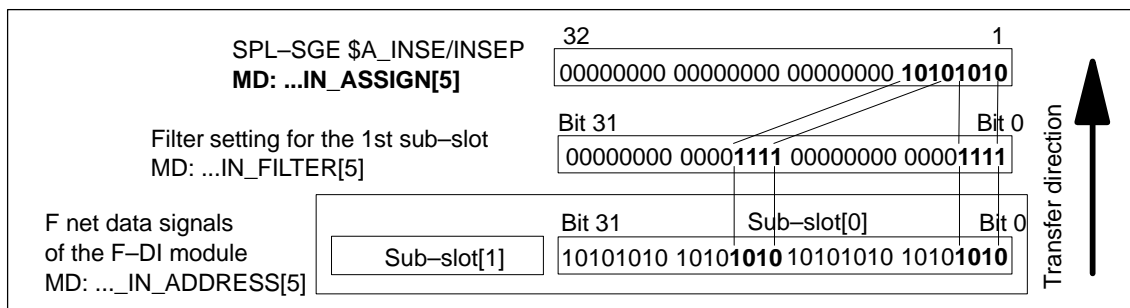 32 1
SPL–SGE $A_INSE/INSEP
MD: ...IN_ASSIGN[5]
00000000 00000000 00000000 10101010
Filter setting for the 1st sub–slot
MD: ...IN_FILTER[5]
Bit 31 Bit 0
00000000 00001111 00000000 00001111
F net data signals
of the F–DI module
MD: ..._IN_ADDRESS[5]
Sub–slot[1]
Bit 31 Sub–slot[0] Bit 0
10101010 10101010 10101010 10101010
Transfer direction